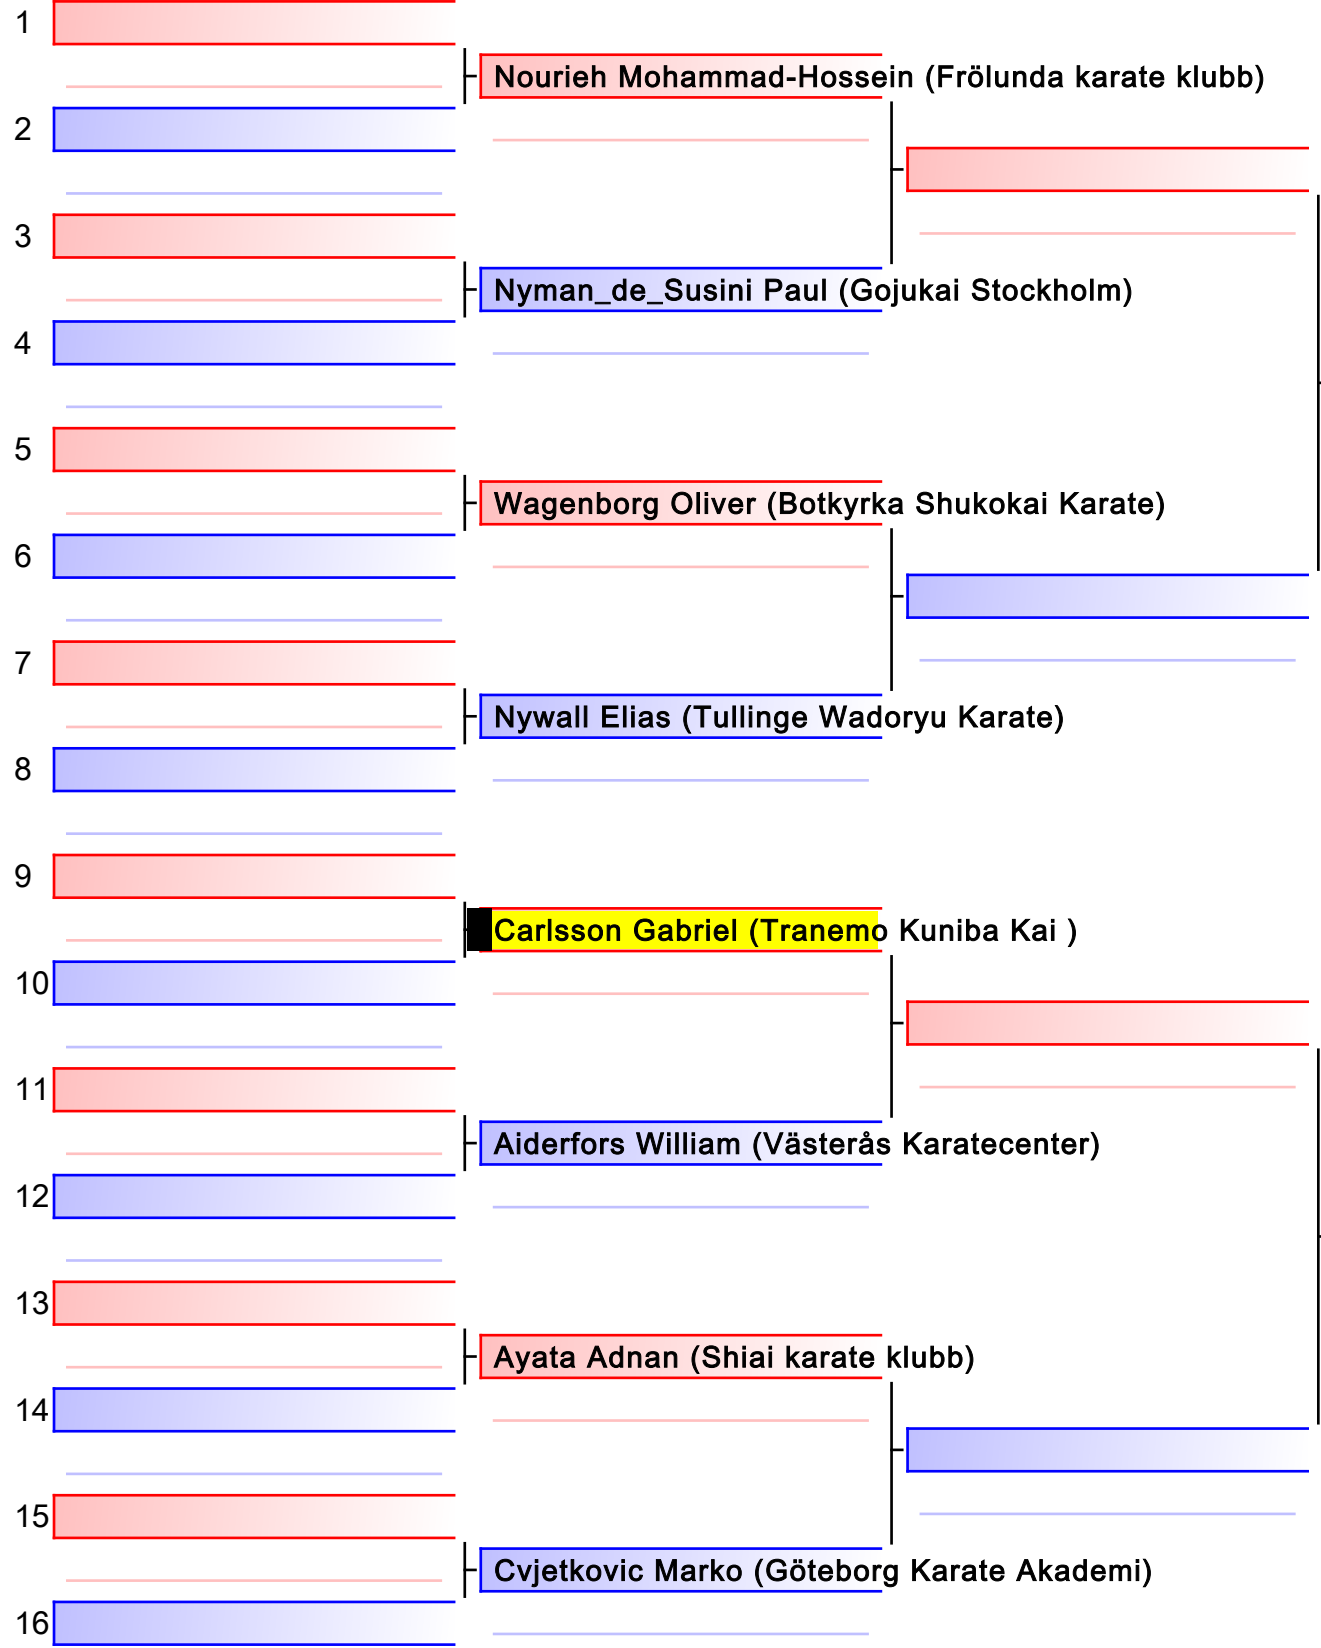 1
Nourieh Mohammad-Hossein (Frölunda karate klubb)
2
3
Nyman_de_Susini Paul (Gojukai Stockholm)
4
5
Wagenborg Oliver (Botkyrka Shukokai Karate)
6
7
Nywall Elias (Tullinge Wadoryu Karate)
8
9
Carlsson Gabriel (Tranemo Kuniba Kai )
10
11
Aiderfors William (Västerås Karatecenter)
12
13
Ayata Adnan (Shiai karate klubb)
14
15
Cvjetkovic Marko (Göteborg Karate Akademi)
16